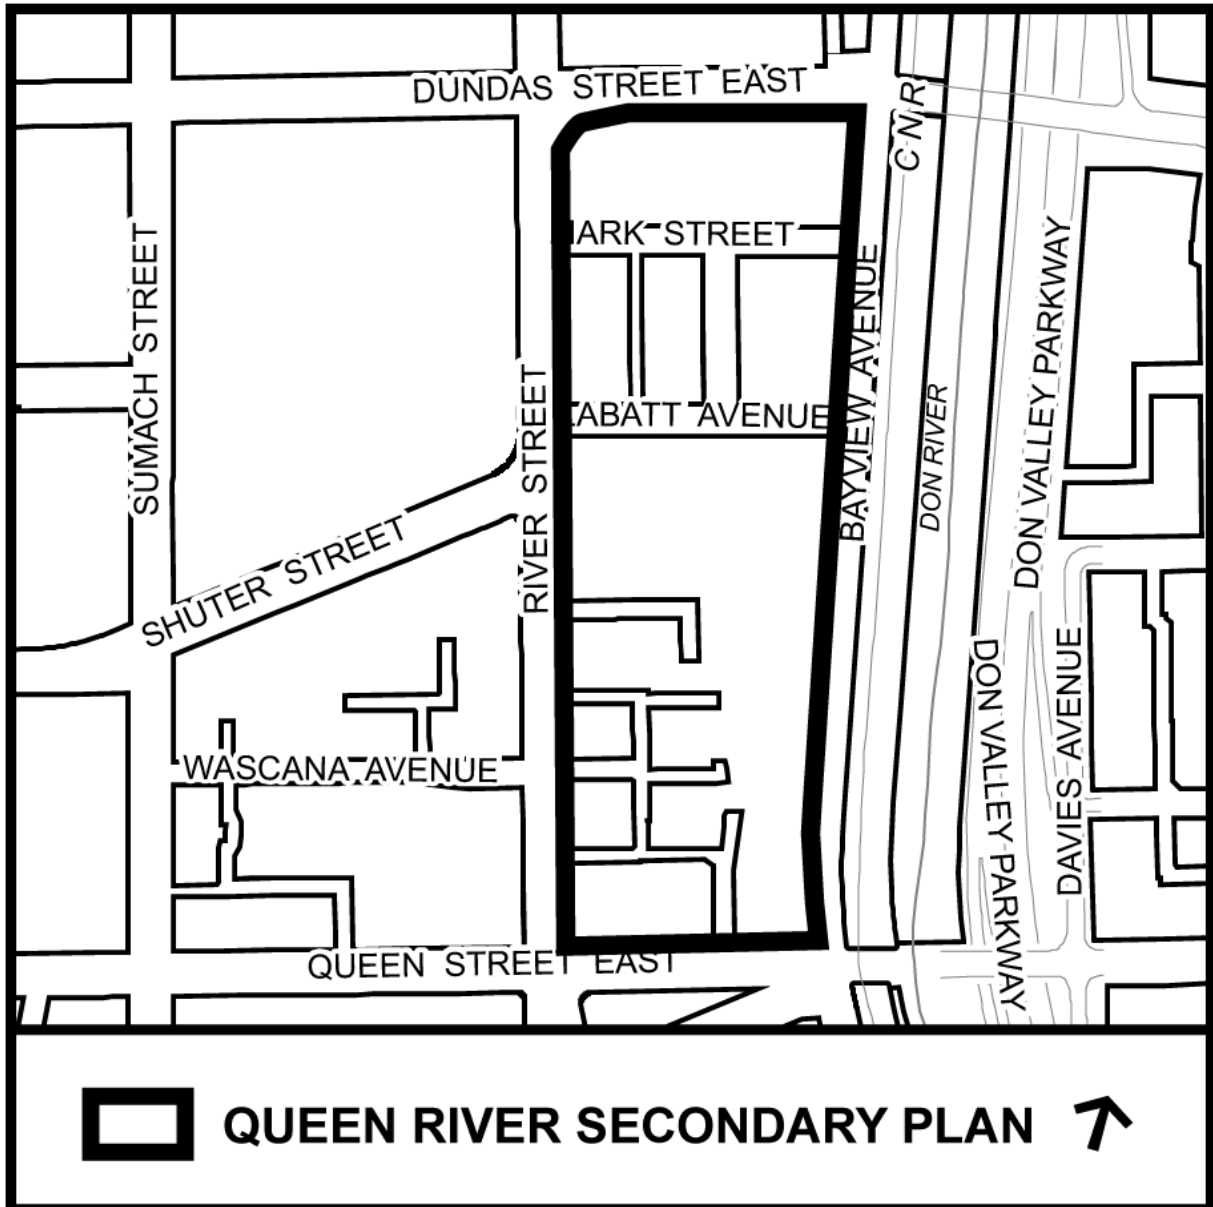 DUNDAS STREET EAST
C N R
ARK STREET
SUMACH STREET
RIVER STREET
BAYVIEW AVENUE
DON RIVER
DON VALLEY PARKWAY
LABATT AVENUE
SHUTER STREET
WASCANA AVENUE
DON VALLEY PARKWAY
DAVIES AVENUE
QUEEN STREET EAST
QUEEN RIVER SECONDARY PLAN